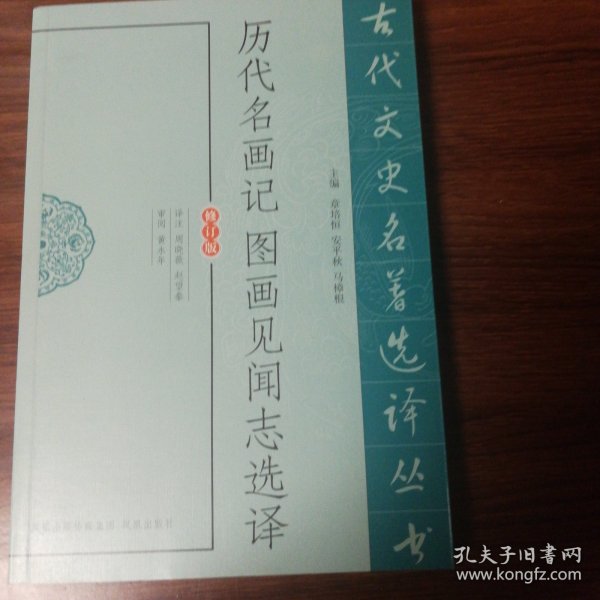 古代文史名著选译丛书
主编 章培恒 安平秋 马樟根
历代名画记 图画见闻志选译
修订版
译注 周晓薇 赵望秦
审阅 黄永年
凤凰出版传媒集团 凤凰出版社
孔夫子旧书网
www.kongfz.com